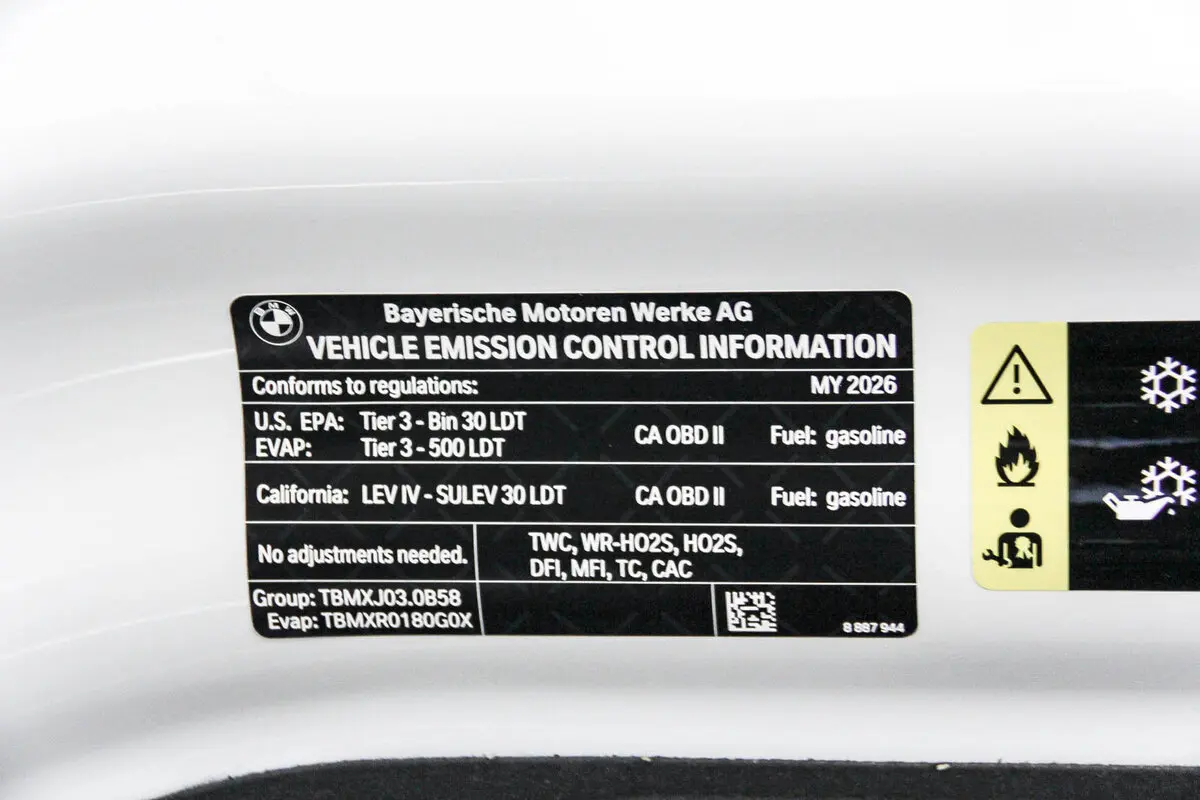 BMW
Bayerische Motoren Werke AG
VEHICLE EMISSION CONTROL INFORMATION
Conforms to regulations: MY 2026
U.S. EPA: Tier 3 - Bin 30 LDT
EVAP: Tier 3 - 500 LDT
CA OBD II Fuel: gasoline
California: LEV IV - SULEV 30 LDT CA OBD II Fuel: gasoline
No adjustments needed.
TWC, WR-HO2S, HO2S,
DFI, MFI, TC, CAC
Group: TBMXJ03.0B58
Evap: TBMXR0180G0X
8 887 944